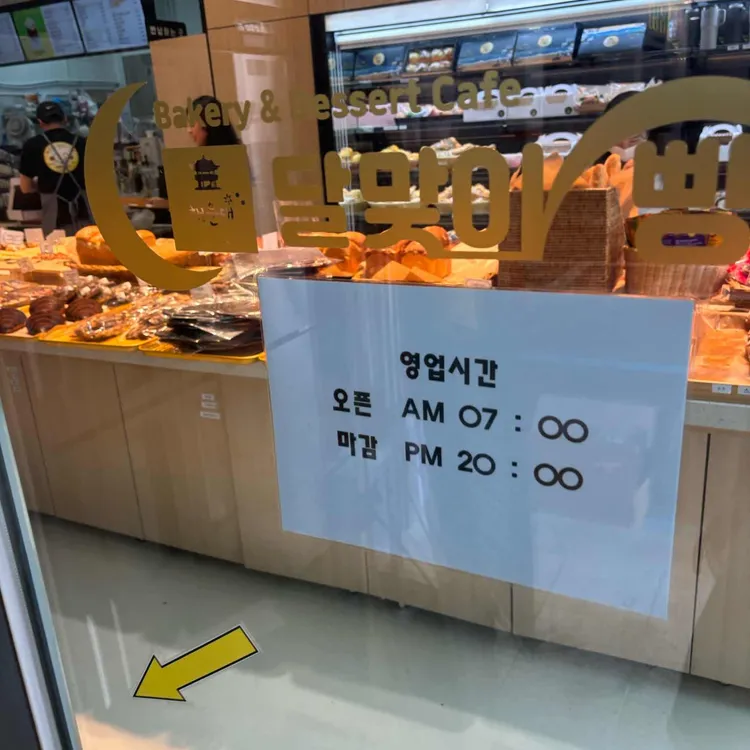 Bakery & Dessert Cafe
달맞이 빵
영업시간
오픈 AM 07 : 00
마감 PM 20 : 00